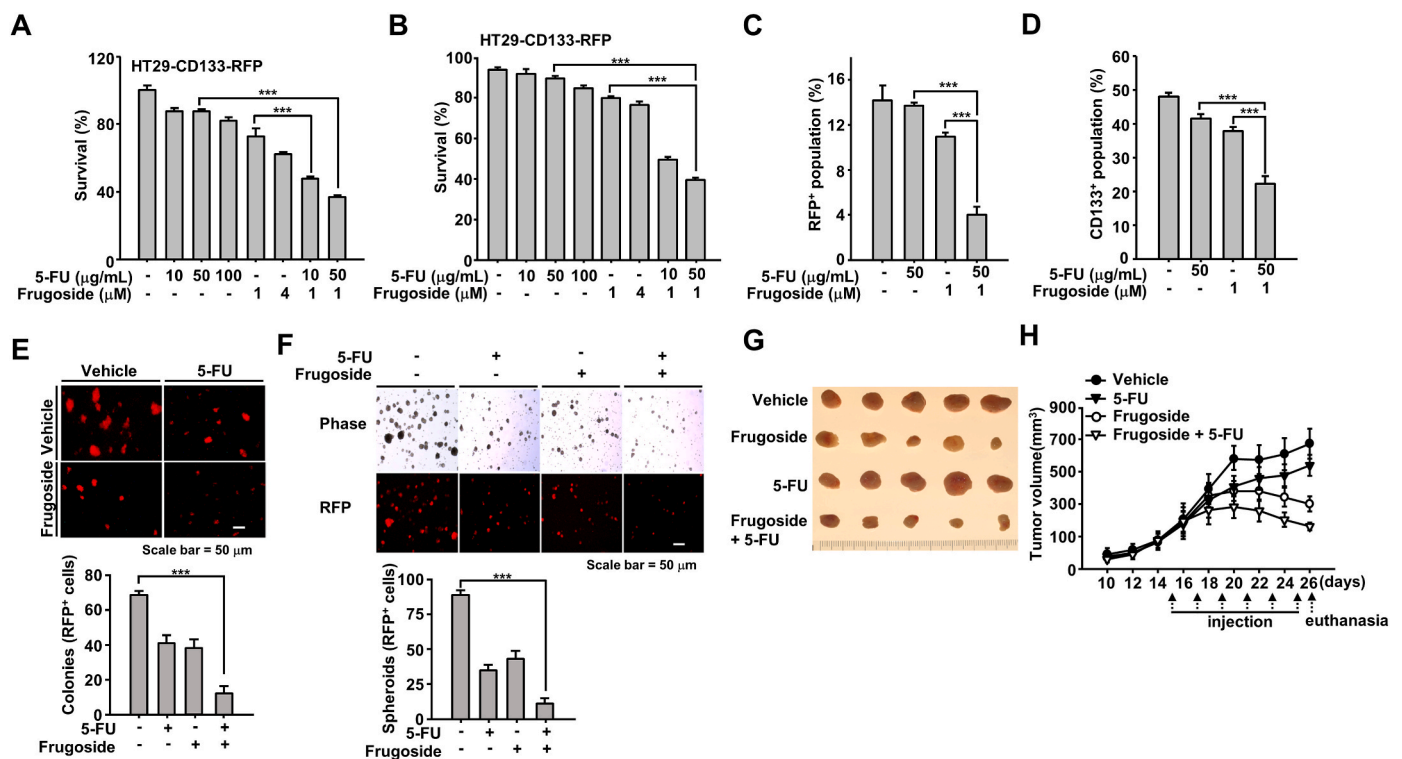 A
HT29-CD133-RFP
120
80
40
0
Survival (%)
***
***
5-FU (μg/mL) - 10 50 100 - - 10 50
Frugoside (μM) - - - - 1 4 1 1
B
HT29-CD133-RFP
100
80
60
40
20
0
Survival (%)
***
***
5-FU (μg/mL) - 10 50 100 - - 10 50
Frugoside (μM) - - - - 1 4 1 1
C
16
12
8
4
0
RFP+ population (%)
***
***
5-FU (μg/mL) - 50 - 50
Frugoside (μM) - - 1 1
D
60
50
40
30
20
10
0
CD133+ population (%)
***
***
5-FU (μg/mL) - 50 - 50
Frugoside (μM) - - 1 1
E
Vehicle 5-FU
Vehicle
Frugoside
Scale bar = 50 μm
80
60
40
20
0
Colonies (RFP+ cells)
***
5-FU - + - +
Frugoside - - + +
F
5-FU - + - +
Frugoside - - + +
Phase
RFP
Scale bar = 50 μm
100
75
50
25
0
Spheroids (RFP+ cells)
***
5-FU - + - +
Frugoside - - + +
G
Vehicle
Frugoside
5-FU
Frugoside
+ 5-FU
H
Vehicle
5-FU
Frugoside
Frugoside + 5-FU
900
700
500
300
100
0
Tumor volume(mm3)
10 12 14 16 18 20 22 24 26 (days)
injection euthanasia